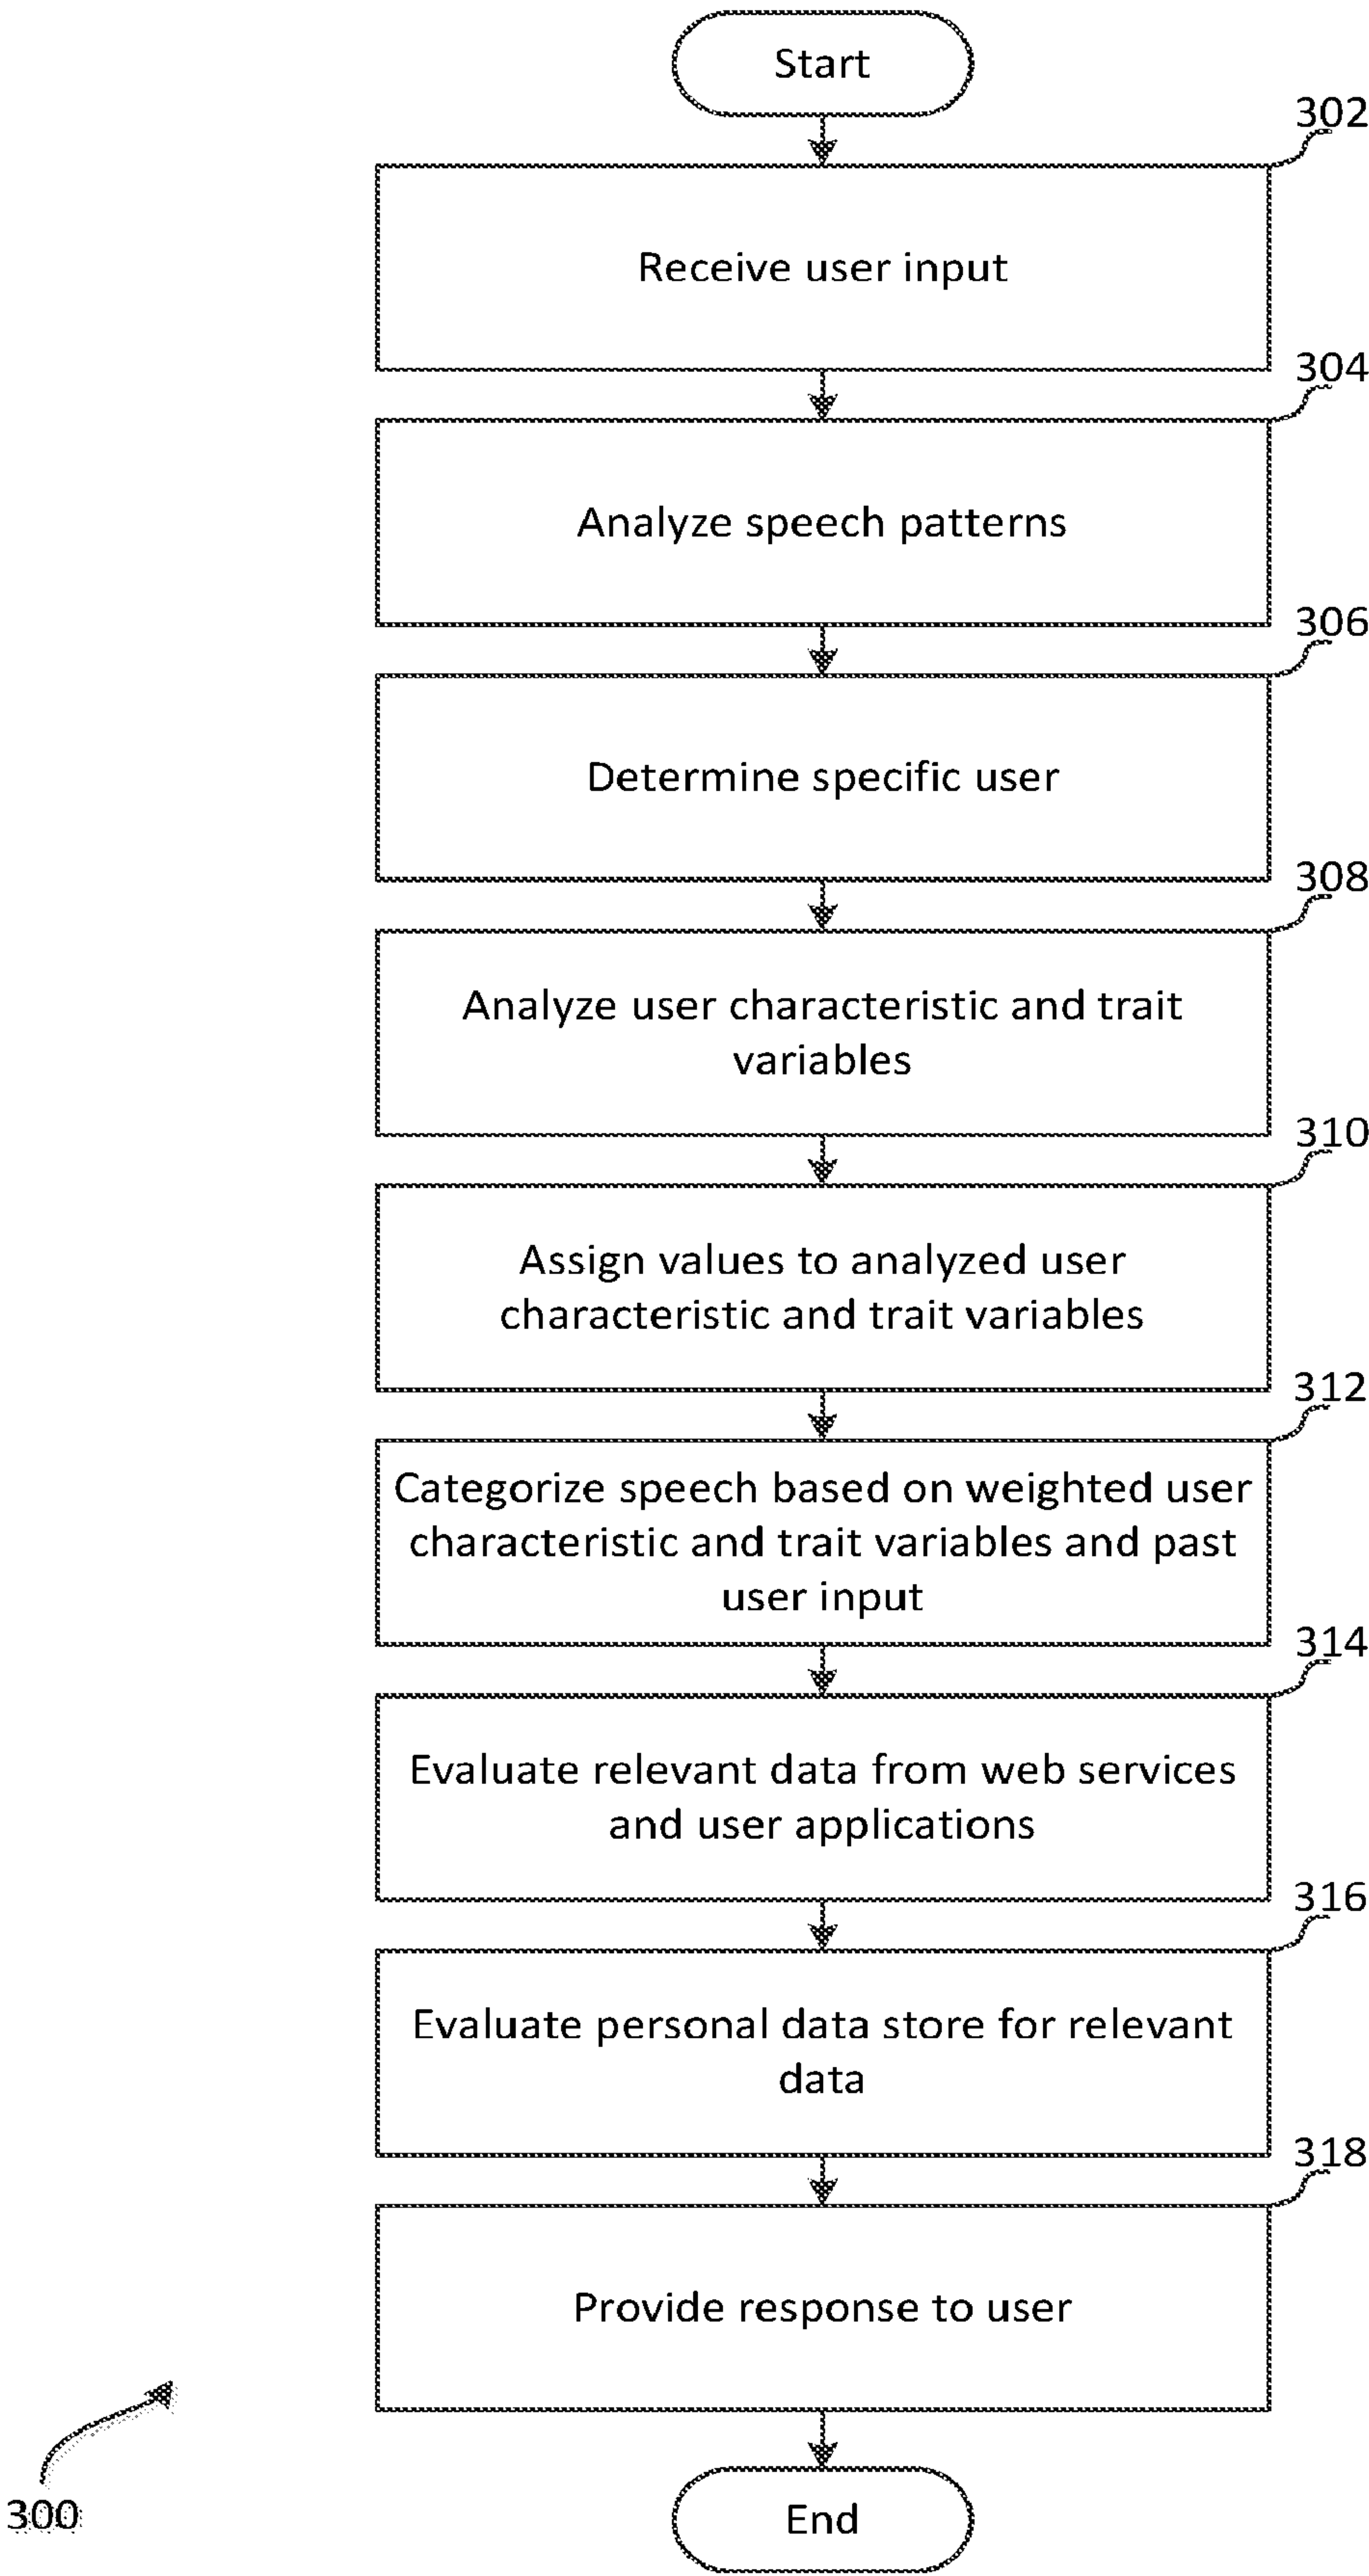 Start
302
Receive user input
304
Analyze speech patterns
306
Determine specific user
308
Analyze user characteristic and trait
variables
310
Assign values to analyzed user
characteristic and trait variables
312
Categorize speech based on weighted user
characteristic and trait variables and past
user input
314
Evaluate relevant data from web services
and user applications
316
Evaluate personal data store for relevant
data
318
Provide response to user
End
300